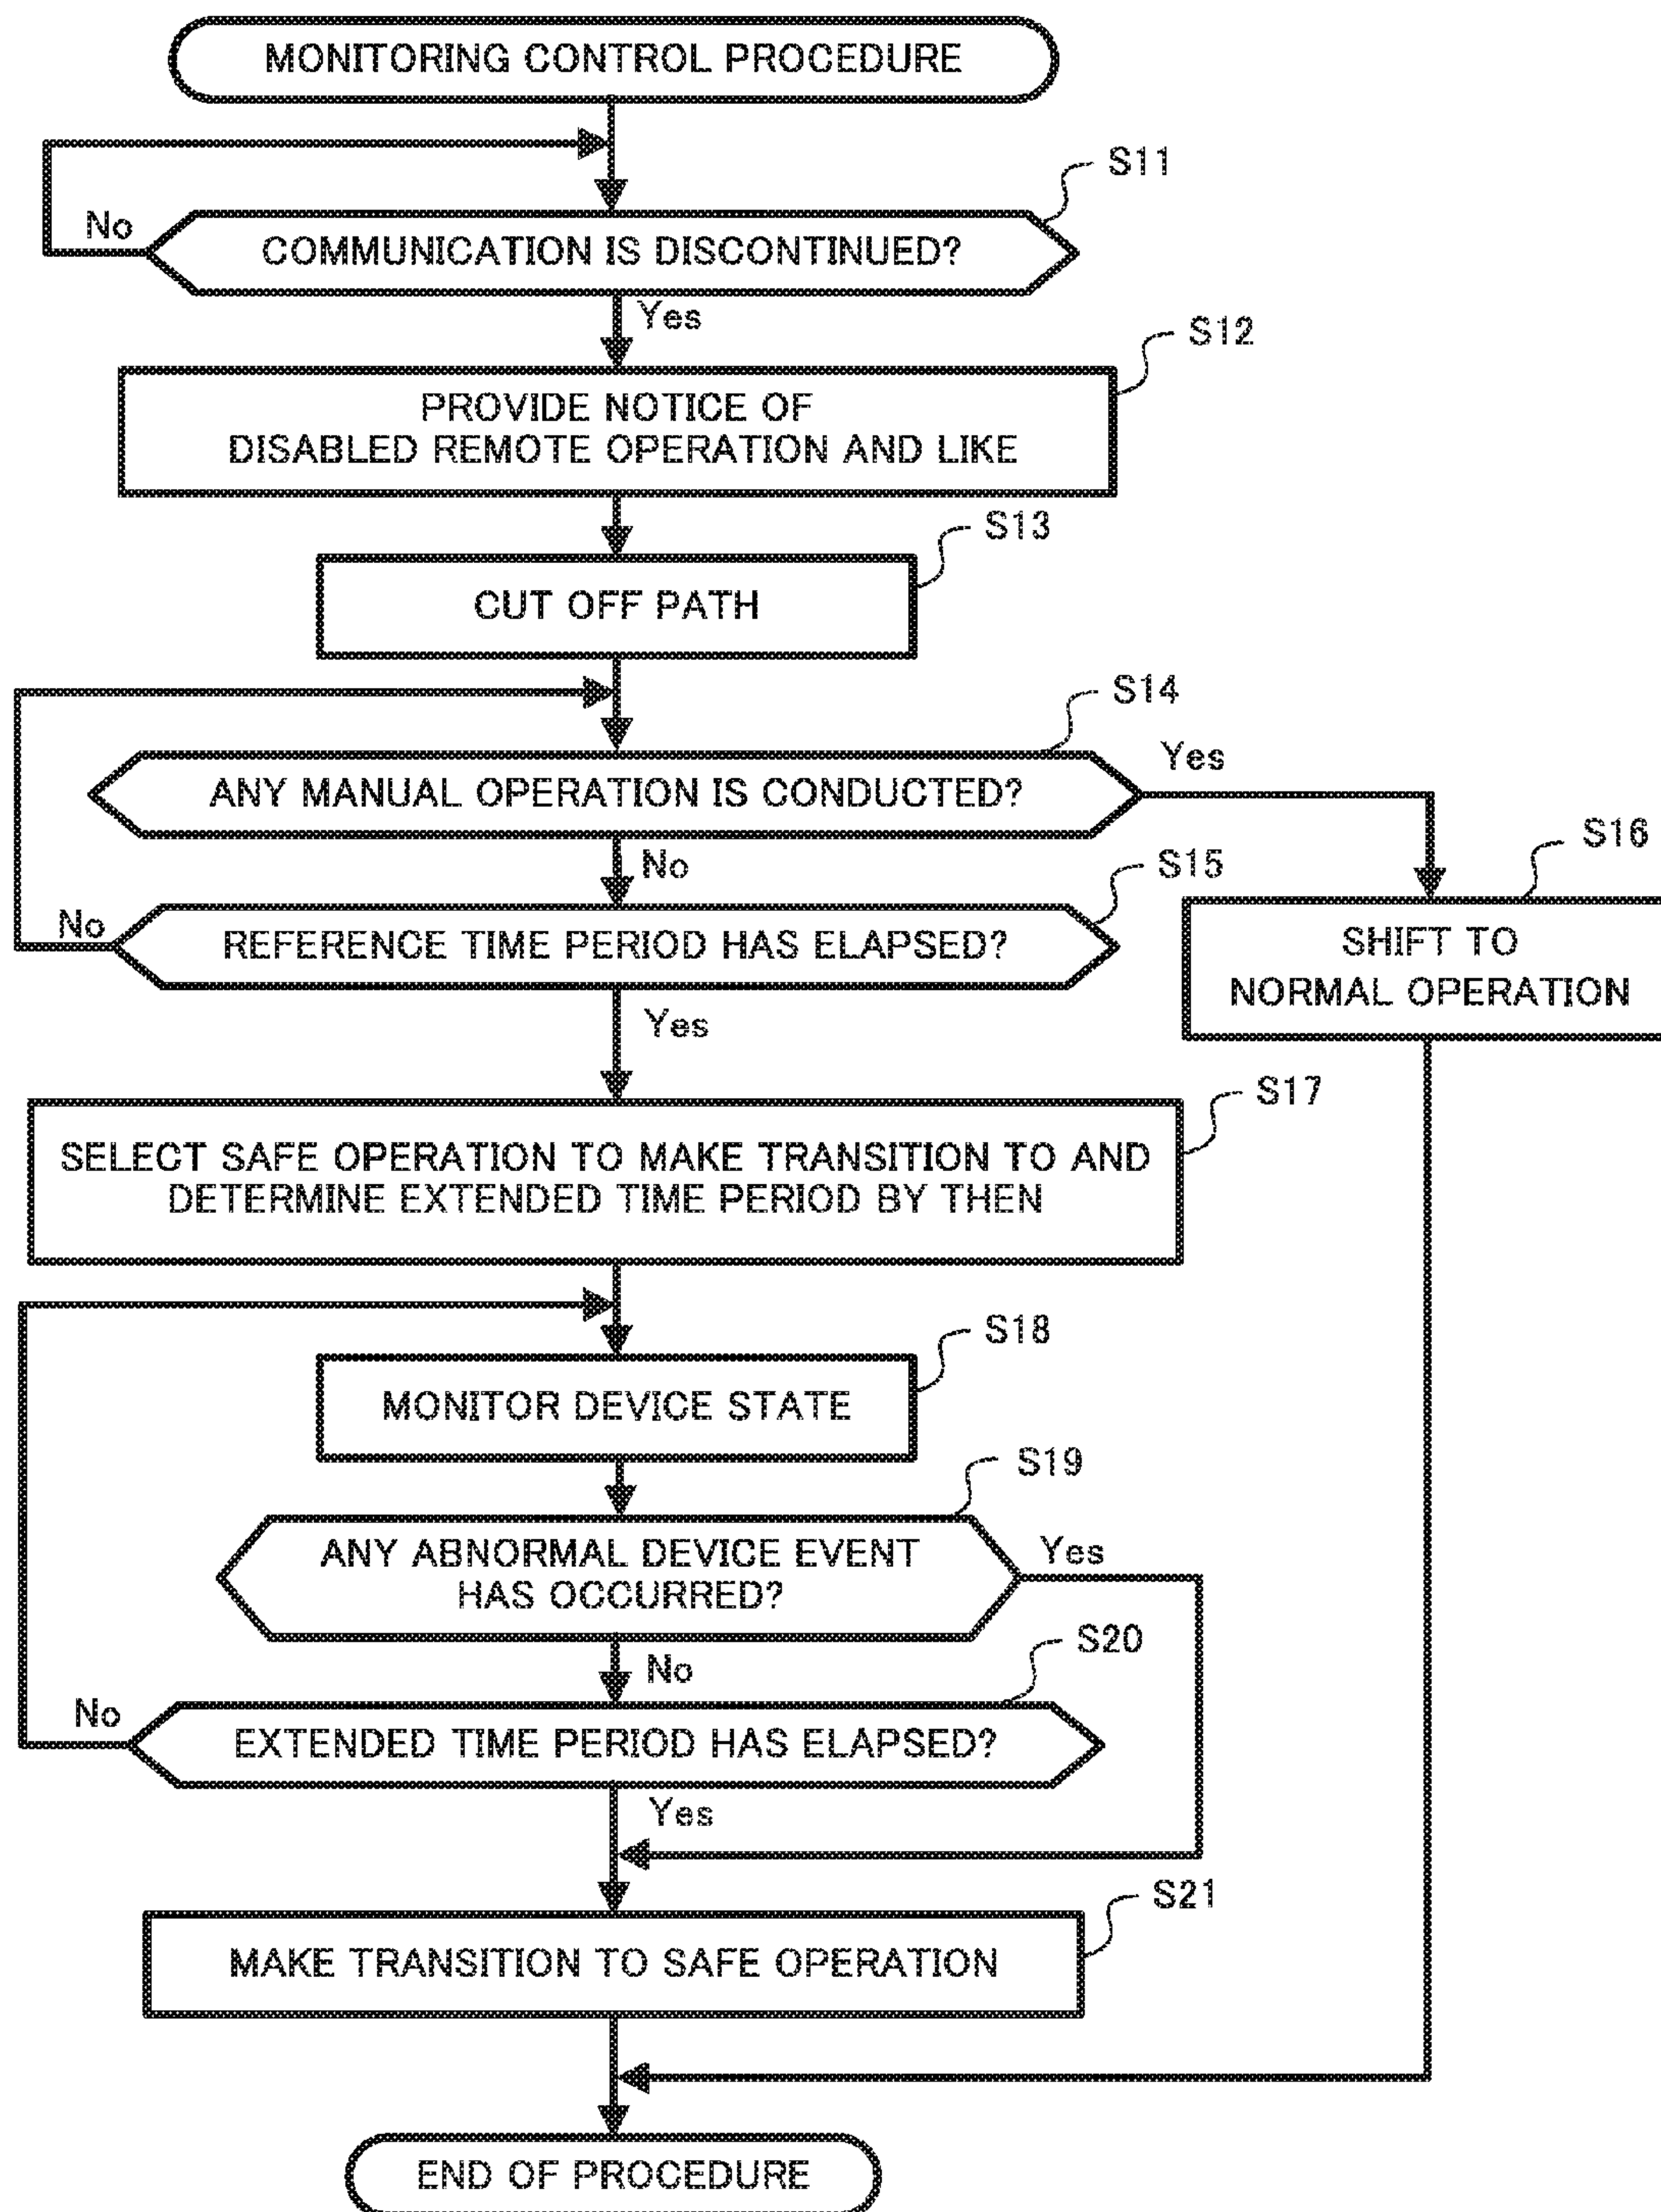 MONITORING CONTROL PROCEDURE
S11
No
COMMUNICATION IS DISCONTINUED?
Yes
S12
PROVIDE NOTICE OF
DISABLED REMOTE OPERATION AND LIKE
S13
CUT OFF PATH
S14
ANY MANUAL OPERATION IS CONDUCTED?
Yes
No
S15
S16
No
REFERENCE TIME PERIOD HAS ELAPSED?
SHIFT TO
NORMAL OPERATION
Yes
S17
SELECT SAFE OPERATION TO MAKE TRANSITION TO AND
DETERMINE EXTENDED TIME PERIOD BY THEN
S18
MONITOR DEVICE STATE
S19
ANY ABNORMAL DEVICE EVENT
HAS OCCURRED?
Yes
No
S20
No
EXTENDED TIME PERIOD HAS ELAPSED?
Yes
S21
MAKE TRANSITION TO SAFE OPERATION
END OF PROCEDURE